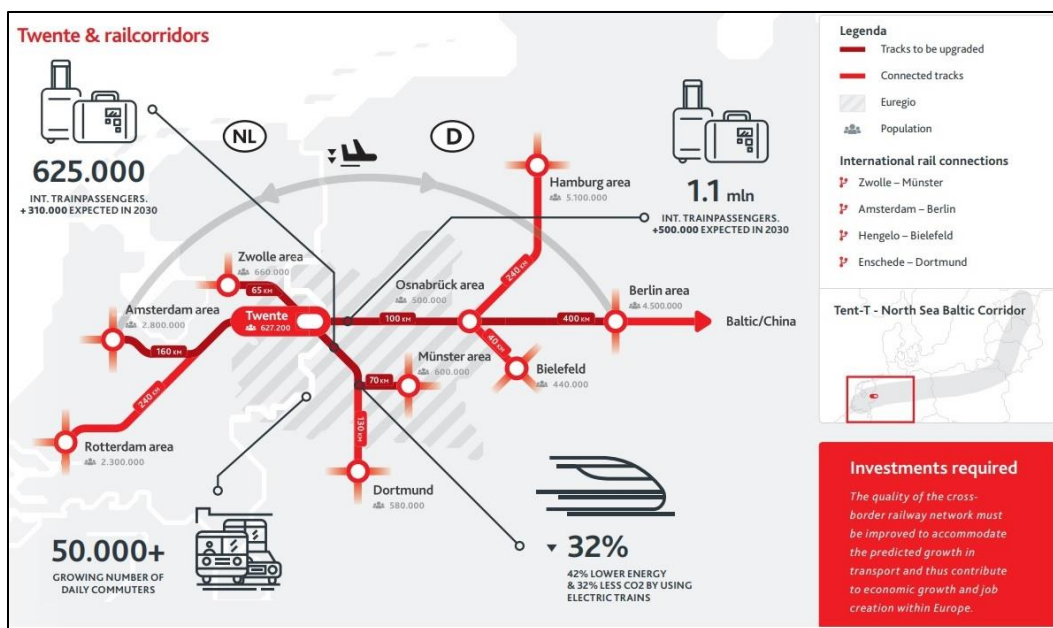 Twente & railcorridors
625.000
INT. TRAINPASSENGERS.
+ 310.000 EXPECTED IN 2030
NL
D
1.1 mln
INT. TRAINPASSENGERS.
+500.000 EXPECTED IN 2030
Hamburg area
5.100.000
240 KM
Zwolle area
660.000
65 KM
Osnabrück area
500.000
Berlin area
4.500.000
Amsterdam area
2.800.000
Twente
627.200
100 KM
400 KM
Baltic/China
160 KM
40 KM
Münster area
600.000
70 KM
Bielefeld
440.000
240 KM
130 KM
Rotterdam area
2.300.000
Dortmund
580.000
50.000+
GROWING NUMBER OF
DAILY COMMUTERS
32%
42% LOWER ENERGY
& 32% LESS CO2 BY USING
ELECTRIC TRAINS
Legenda
Tracks to be upgraded
Connected tracks
Euregio
Population
International rail connections
Zwolle – Münster
Amsterdam – Berlin
Hengelo – Bielefeld
Enschede – Dortmund
Tent-T - North Sea Baltic Corridor
Investments required
The quality of the cross-
border railway network must
be improved to accommodate
the predicted growth in
transport and thus contribute
to economic growth and job
creation within Europe.